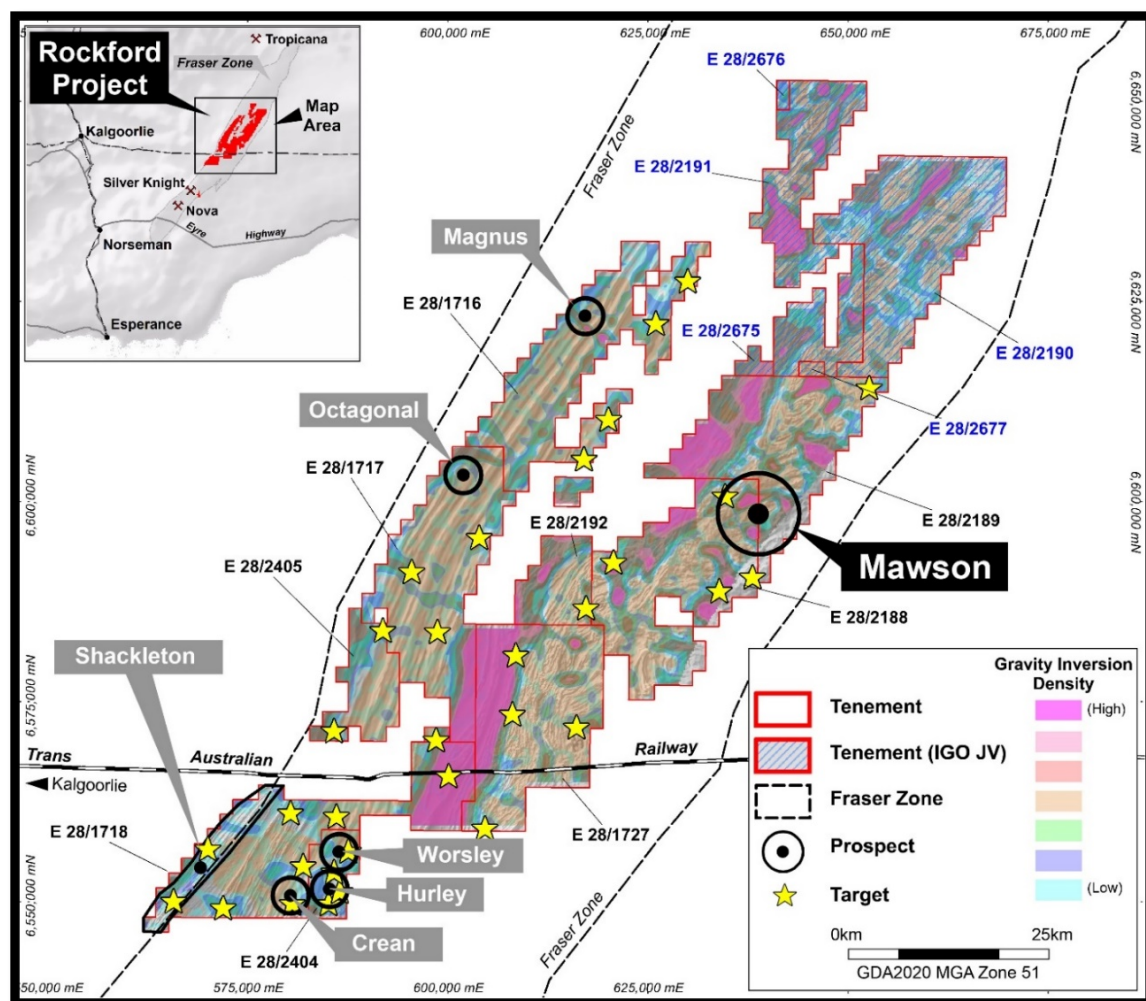 600,000 mE
625,000 mE
650,000 mE
675,000 mE
Tropicana
Fraser Zone
Rockford
Project
Map
Area
Kalgoorlie
Silver Knight
Nova
Eyre
Highway
Norseman
Esperance
Fraser Zone
E 28/2676
6,650,000 mN
E 28/2191
Magnus
E 28/1716
6,625,000 mN
E 28/2675
E 28/2190
Octagonal
E 28/2677
E 28/1717
6,600,000 mN
6,600,000 mN
E 28/2192
E 28/2189
E 28/2405
Mawson
E 28/2188
Shackleton
6,575,000 mN
Trans
Australian
Railway
Kalgoorlie
E 28/1718
E 28/1727
Worsley
Hurley
Crean
6,550,000 mN
E 28/2404
Fraser Zone
Tenement
Tenement (IGO JV)
Fraser Zone
Prospect
Target
Gravity Inversion
Density
(High)
(Low)
0km
25km
GDA2020 MGA Zone 51
50,000 mE
575,000 mE
600,000 mE
625,000 mE